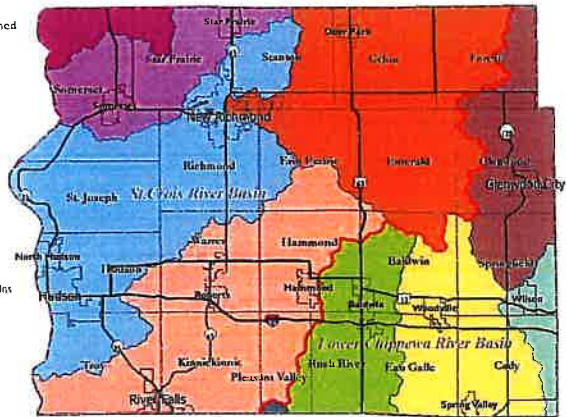 Star Prairie
Deer Park
Star Prairie
Stanton
Cylon
Forest
Somerset
Somerset
New Richmond
Richmond
Erin Prairie
Emerald
Glenwood
Glenwood City
St. Joseph
St. Croix River Basin
Warren
Hammond
North Hudson
Hudson
Baldwin
Springfield
Hudson
Roberts
Hammond
Baldwin
Woodville
Wilson
Lower Chippewa River Basin
Troy
Kinnickinnic
Rush River
Eau Galle
Cady
Pleasant Valley
River Falls
Spring Valley